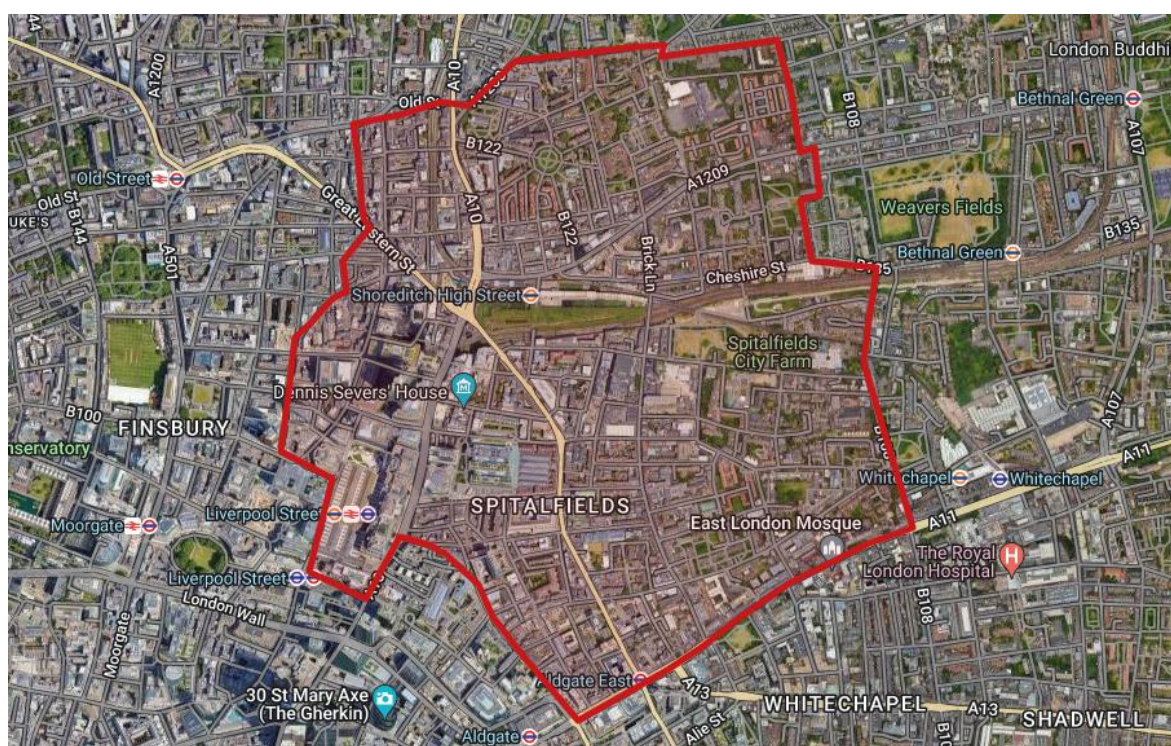 A1200
A10
A1208
London Buddhi
Old St
B108
Bethnal Green
A107
B122
Old Street
A1209
Old St
B144
Great Eastern St
A10
Weavers Fields
UKE'S
A501
B122
Brick Ln
B135
Bethnal Green
Cheshire St
B135
Shoreditch High Street
Spitalfields
City Farm
Dennis Severs' House
B100
FINSBURY
A107
nservatory
A11
Whitechapel
Whitechapel
SPITALFIELDS
Liverpool Street
Moorgate
East London Mosque
A11
The Royal
London Hospital
Liverpool Street
London Wall
B108
Moorgate
Aldgate East
30 St Mary Axe
(The Gherkin)
A13
WHITECHAPEL
A13
SHADWELL
Aldgate
Alie St